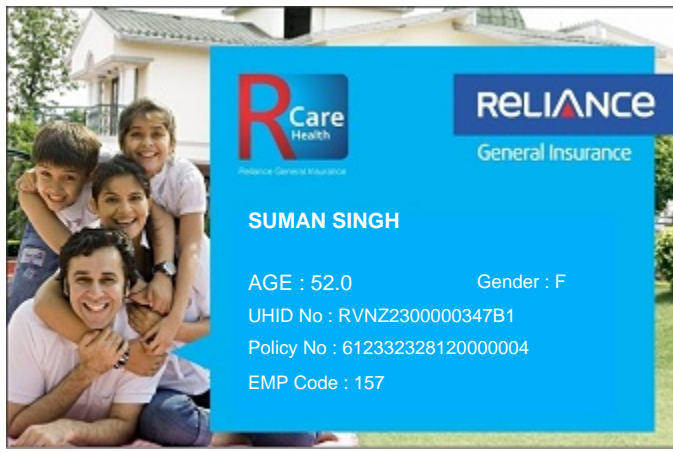 R Care
Health
Reliance General Insurance
RELIANCE
General Insurance
SUMAN SINGH
AGE : 52.0 Gender : F
UHID No : RVNZ2300000347B1
Policy No : 612332328120000004
EMP Code : 157